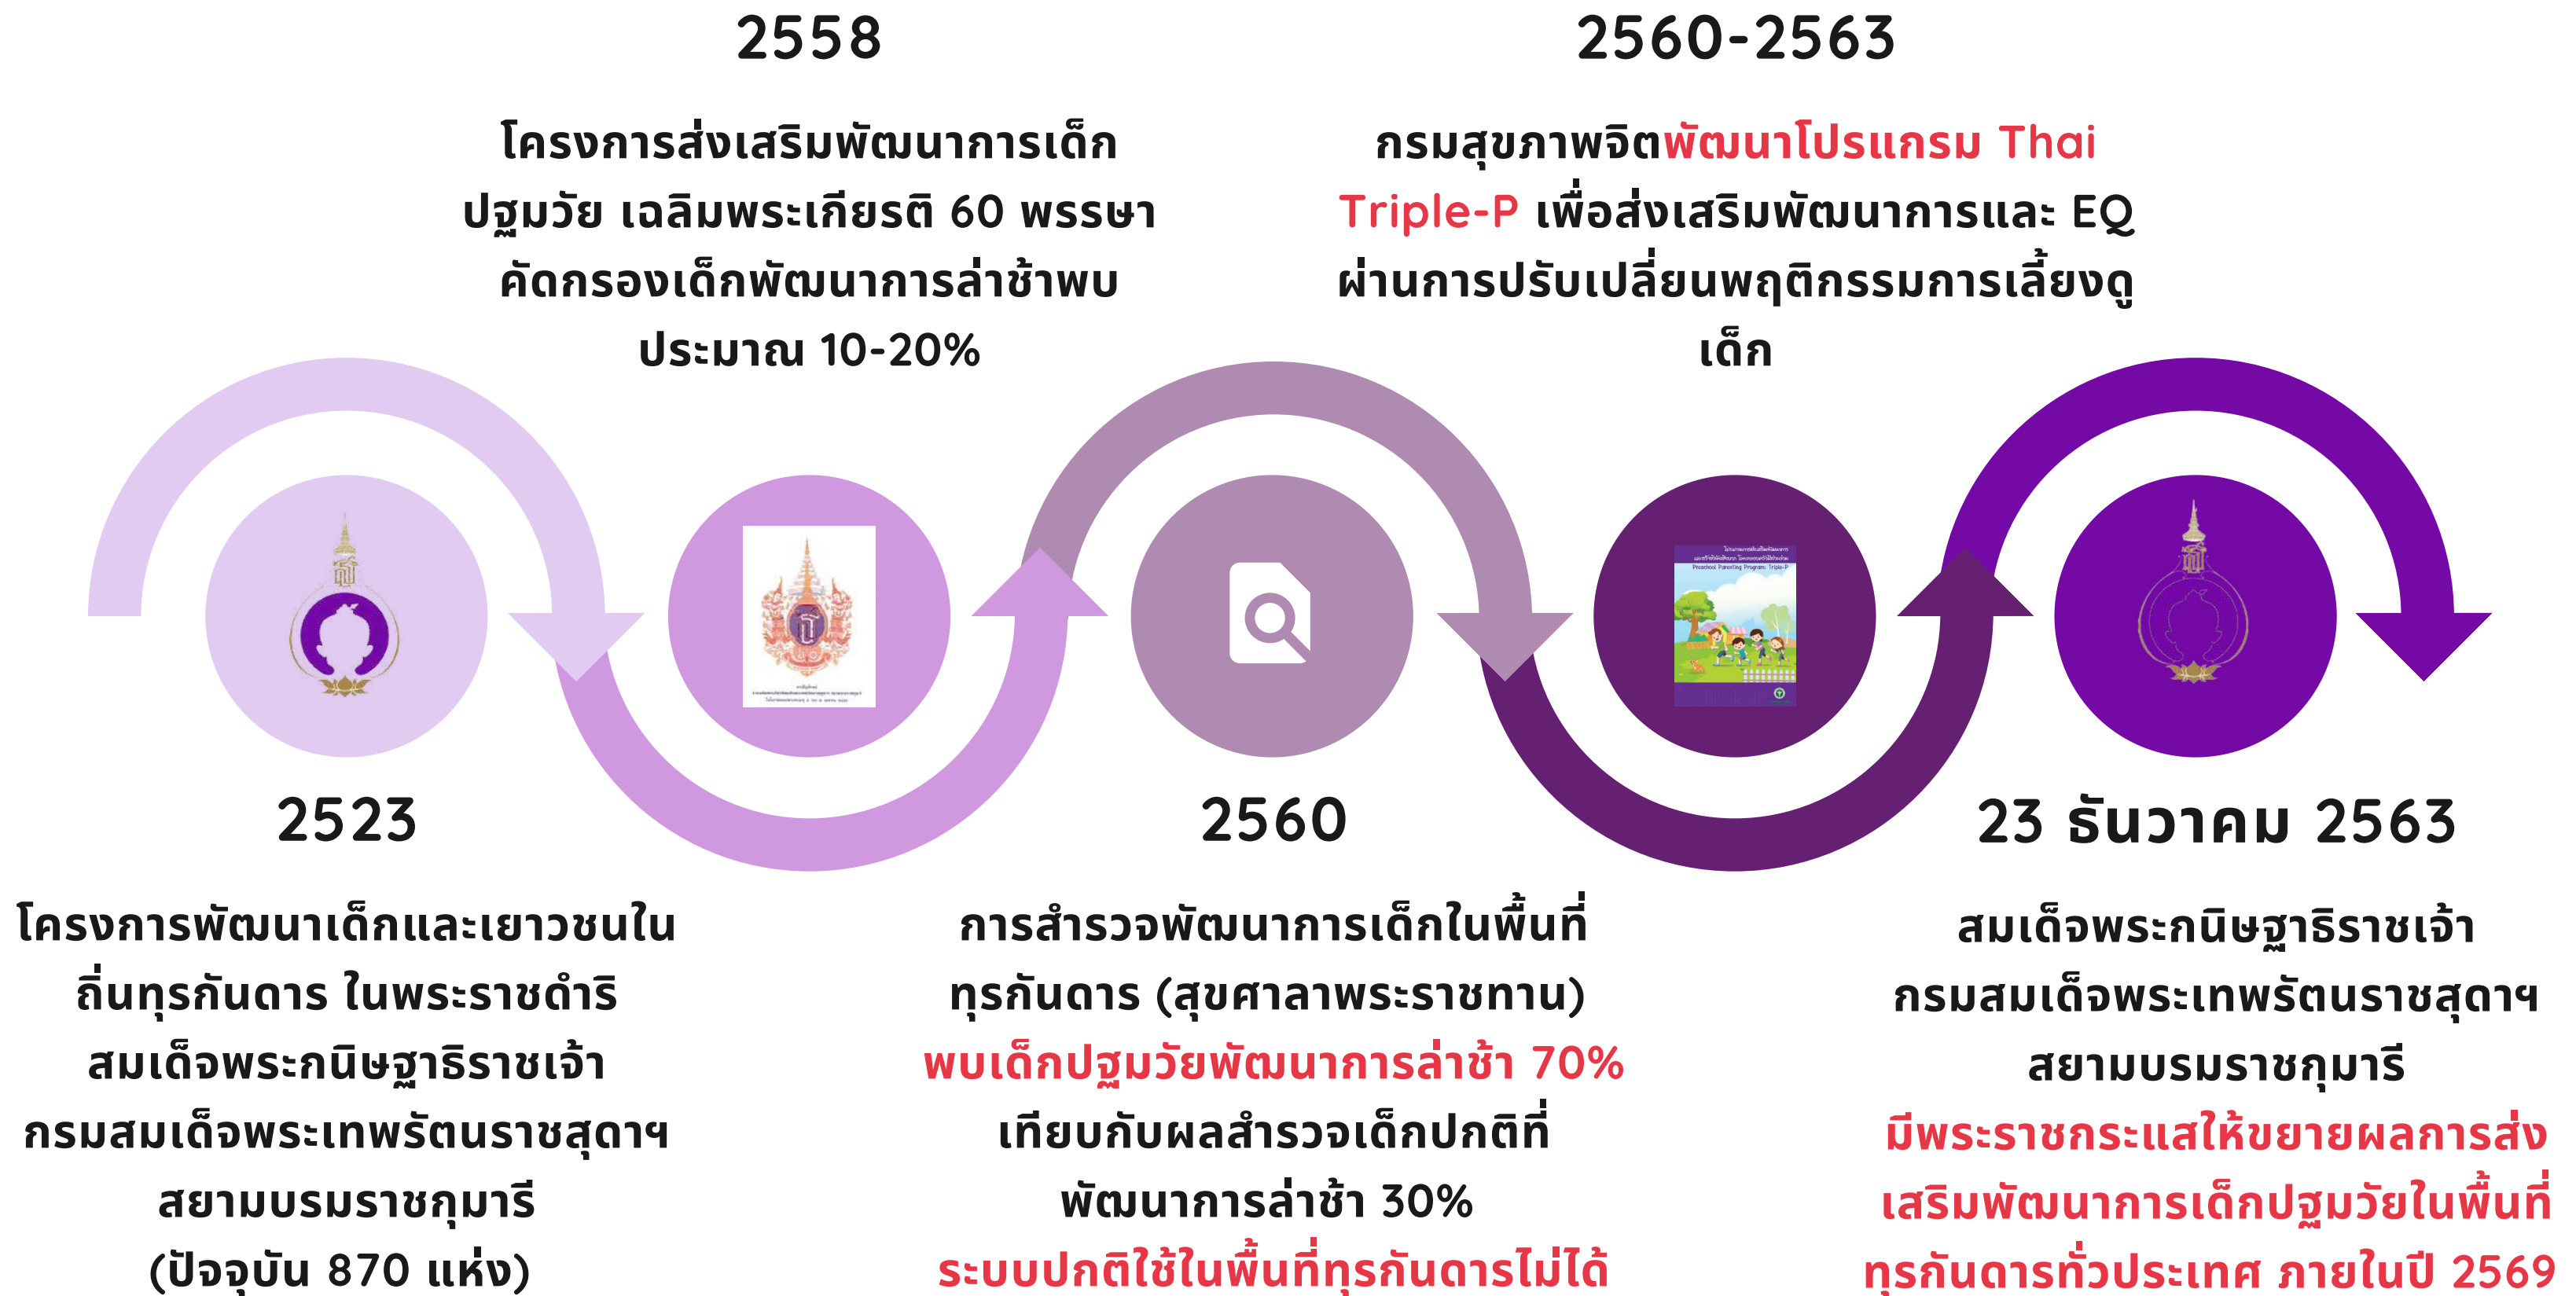 2558
โครงการส่งเสริมพัฒนาการเด็ก
ปฐมวัย เฉลิมพระเกียรติ 60 พรรษา
คัดกรองเด็กพัฒนาการล่าช้าพบ
ประมาณ 10-20%
2560-2563
กรมสุขภาพจิตพัฒนาโปรแกรม Thai
Triple-P เพื่อส่งเสริมพัฒนาการและ EQ
ผ่านการปรับเปลี่ยนพฤติกรรมการเลี้ยงดู
เด็ก
Preschool Parenting Program: Triple-P
2523
โครงการพัฒนาเด็กและเยาวชนใน
ถิ่นทุรกันดาร ในพระราชดำริ
สมเด็จพระกนิษฐาธิราชเจ้า
กรมสมเด็จพระเทพรัตนราชสุดาฯ
สยามบรมราชกุมารี
(ปัจจุบัน 870 แห่ง)
2560
การสำรวจพัฒนาการเด็กในพื้นที่
ทุรกันดาร (สุขศาลาพระราชทาน)
พบเด็กปฐมวัยพัฒนาการล่าช้า 70%
เทียบกับผลสำรวจเด็กปกติที่
พัฒนาการล่าช้า 30%
ระบบปกติใช้ในพื้นที่ทุรกันดารไม่ได้
23 ธันวาคม 2563
สมเด็จพระกนิษฐาธิราชเจ้า
กรมสมเด็จพระเทพรัตนราชสุดาฯ
สยามบรมราชกุมารี
มีพระราชกระแสให้ขยายผลการส่ง
เสริมพัฒนาการเด็กปฐมวัยในพื้นที่
ทุรกันดารทั่วประเทศ ภายในปี 2569